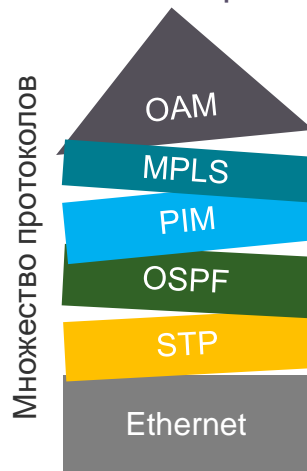 OAM
MPLS
PIM
OSPF
STP
Ethernet
Множество протоколов